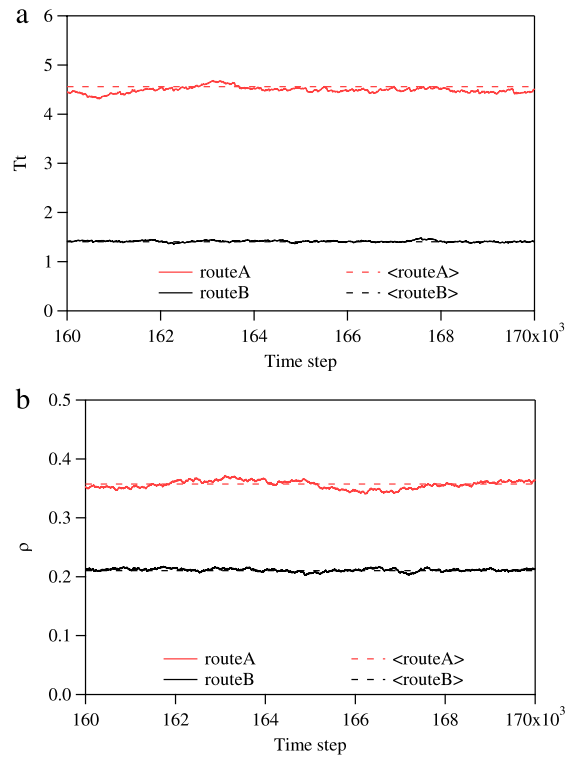 a
6
5
4
3
2
1
0
Tt
routeA
<routeA>
routeB
<routeB>
160
162
164
166
168
170x10³
Time step
b
0.5
0.4
0.3
0.2
0.1
0.0
ρ
routeA
<routeA>
routeB
<routeB>
160
162
164
166
168
170x10³
Time step